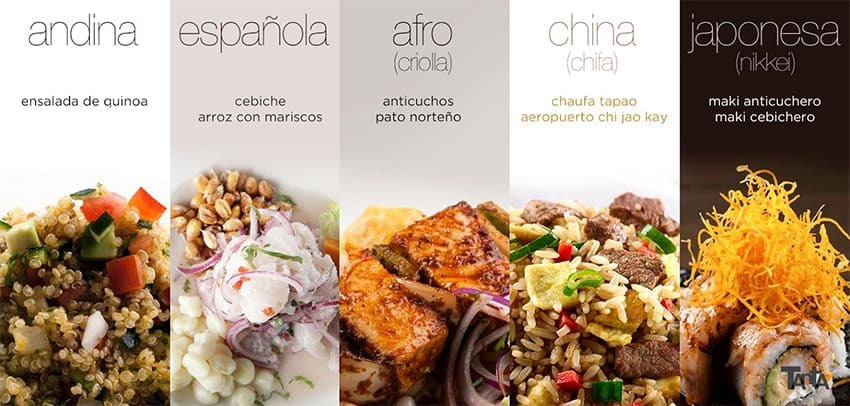 andina
ensalada de quinoa
española
cebiche
arroz con mariscos
afro
(criolla)
anticuchos
pato norteño
china
(chifa)
chaufa tapao
aeropuerto chi jao kay
japonesa
(nikkei)
maki anticuchero
maki cebichero
TANTA